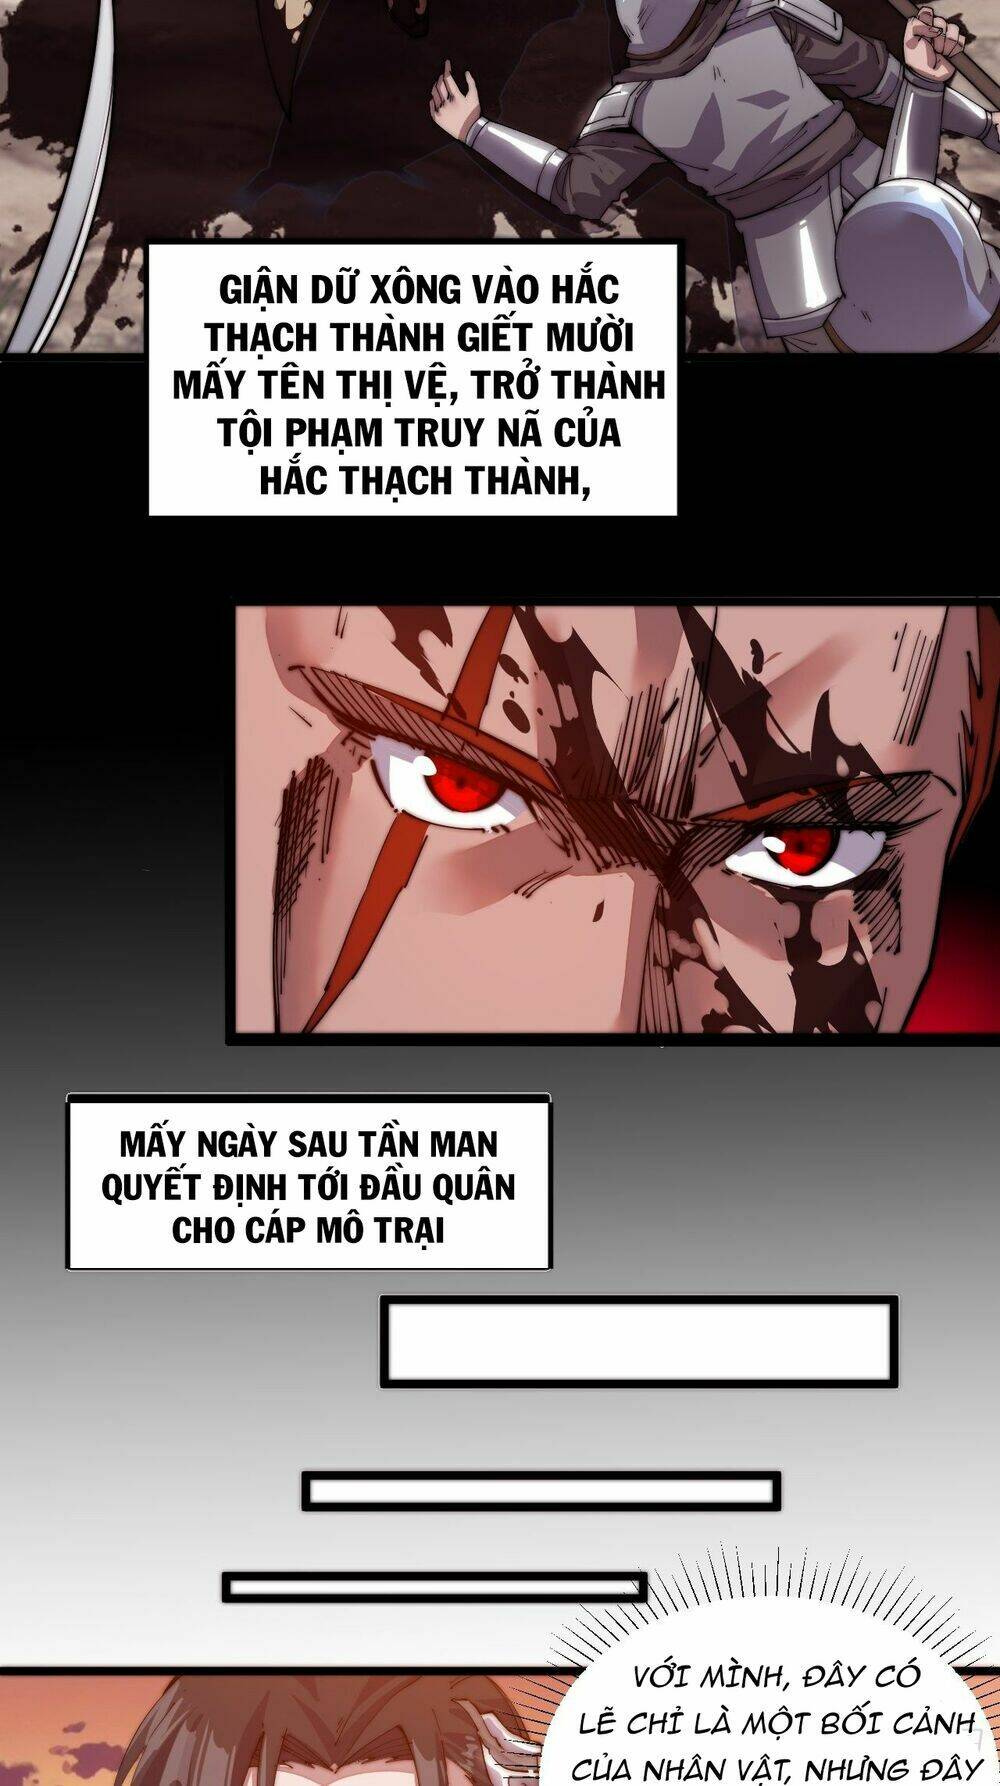 GIẬN DỮ XÔNG VÀO HẮC
THẠCH THÀNH GIẾT MƯỜI
MẤY TÊN THỊ VỆ, TRỞ THÀNH
TỘI PHẠM TRUY NÃ CỦA
HẮC THẠCH THÀNH,
MẤY NGÀY SAU TẦN MAN
QUYẾT ĐỊNH TỚI ĐẦU QUÂN
CHO CÁP MÔ TRẠI
VỚI MÌNH, ĐÂY CÓ
LẼ CHỈ LÀ MỘT BỐI CẢNH
CỦA NHÂN VẬT, NHƯNG ĐÂY